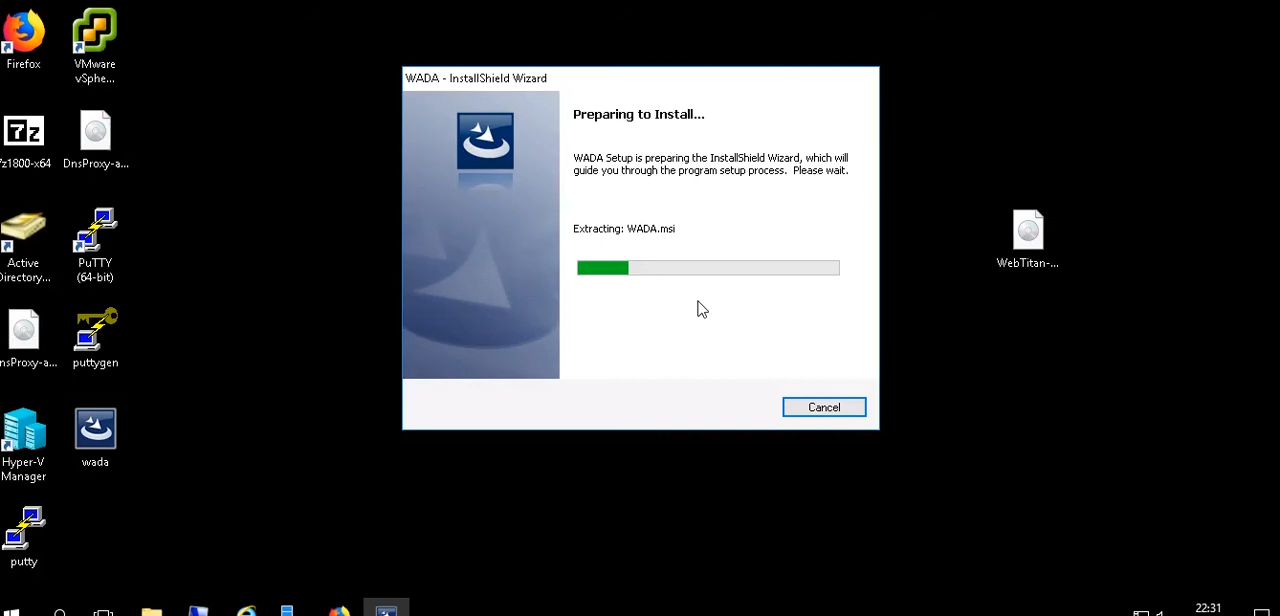 Firefox
VMware
vSphe...
7z
7z1800-x64
DnsProxy-a...
Active
Directory...
PuTTY
(64-bit)
nsProxy-a...
puttygen
Hyper-V
Manager
wada
putty
WADA - InstallShield Wizard
Preparing to Install...
WADA Setup is preparing the InstallShield Wizard, which will
guide you through the program setup process. Please wait.
Extracting: WADA.msi
Cancel
WebTitan-...
22:31